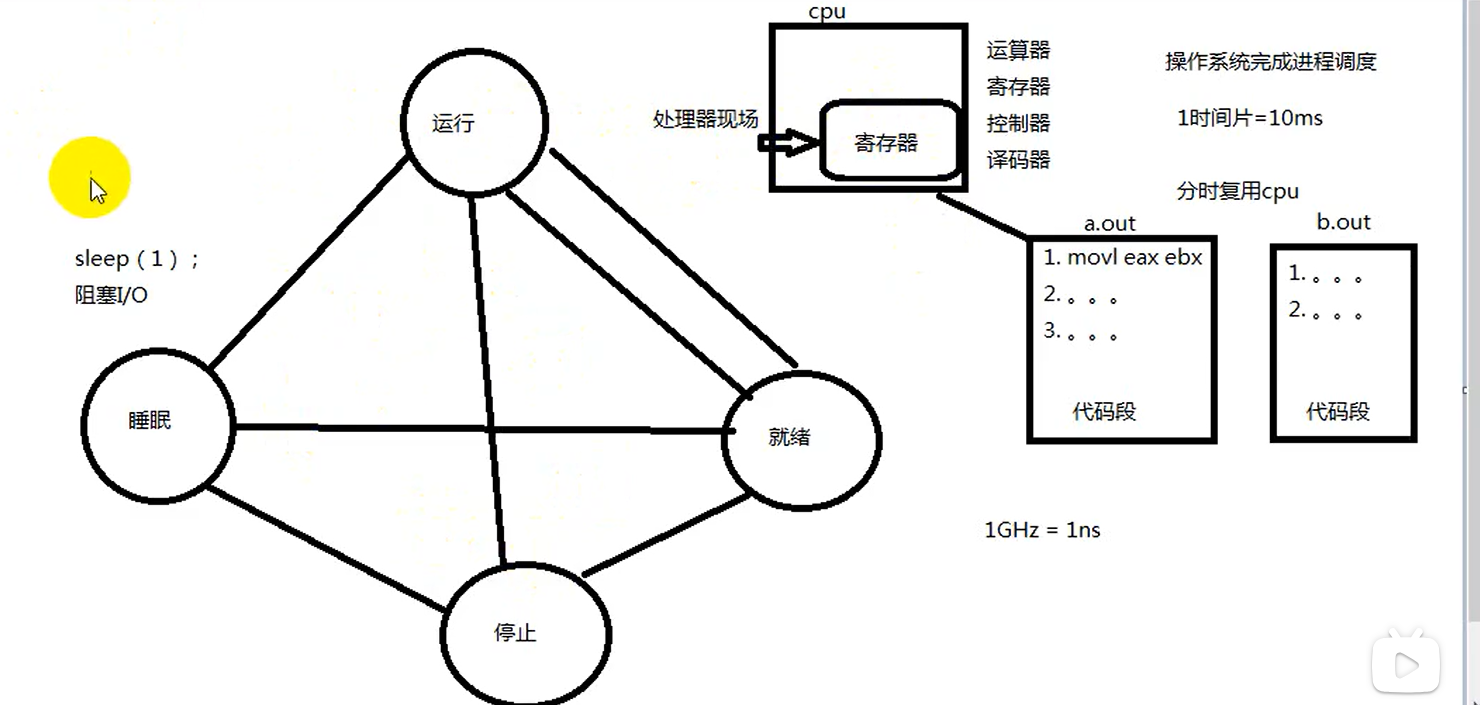 cpu
运算器
寄存器
控制器
译码器
操作系统完成进程调度
1时间片=10ms
分时复用cpu
处理器现场
寄存器
运行
sleep（1）；
阻塞I/O
睡眠
就绪
停止
a.out
1. movl eax ebx
2. 。。。
3. 。。。
代码段
b.out
1. 。。。
2. 。。。
代码段
1GHz = 1ns